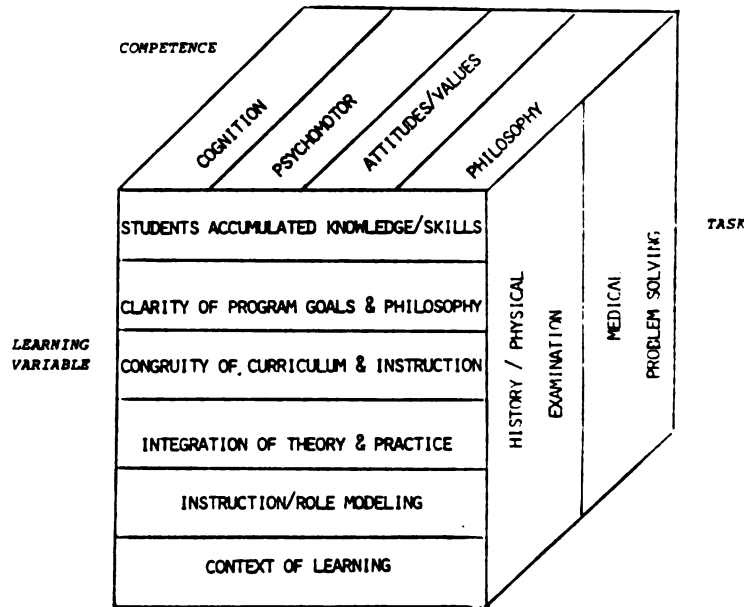 COMPETENCE
COGNITION
PSYCHOMOTOR
ATTITUDES/VALUES
PHILOSOPHY
STUDENTS ACCUMULATED KNOWLEDGE/SKILLS
CLARITY OF PROGRAM GOALS & PHILOSOPHY
CONGRUITY OF CURRICULUM & INSTRUCTION
INTEGRATION OF THEORY & PRACTICE
INSTRUCTION/ROLE MODELING
CONTEXT OF LEARNING
LEARNING
VARIABLE
HISTORY / PHYSICAL
EXAMINATION
MEDICAL
PROBLEM SOLVING
TASK